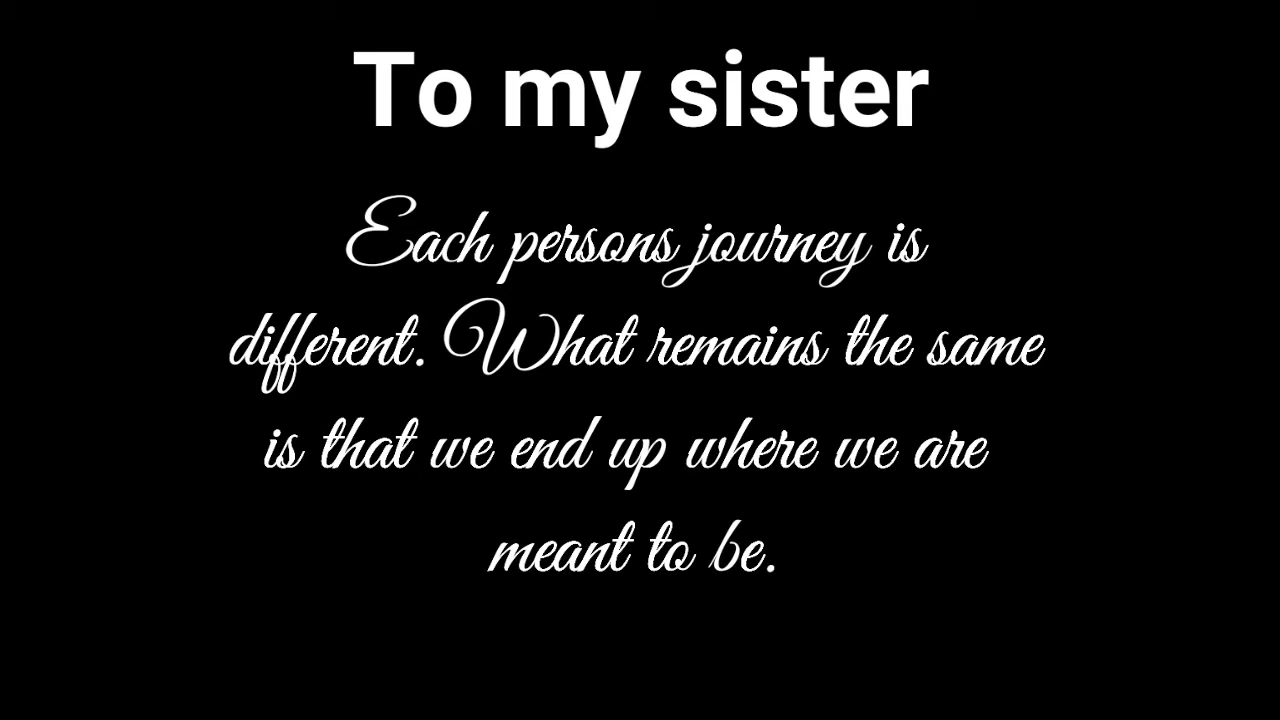 To my sister
Each persons journey is
different. What remains the same
is that we end up where we are
meant to be.